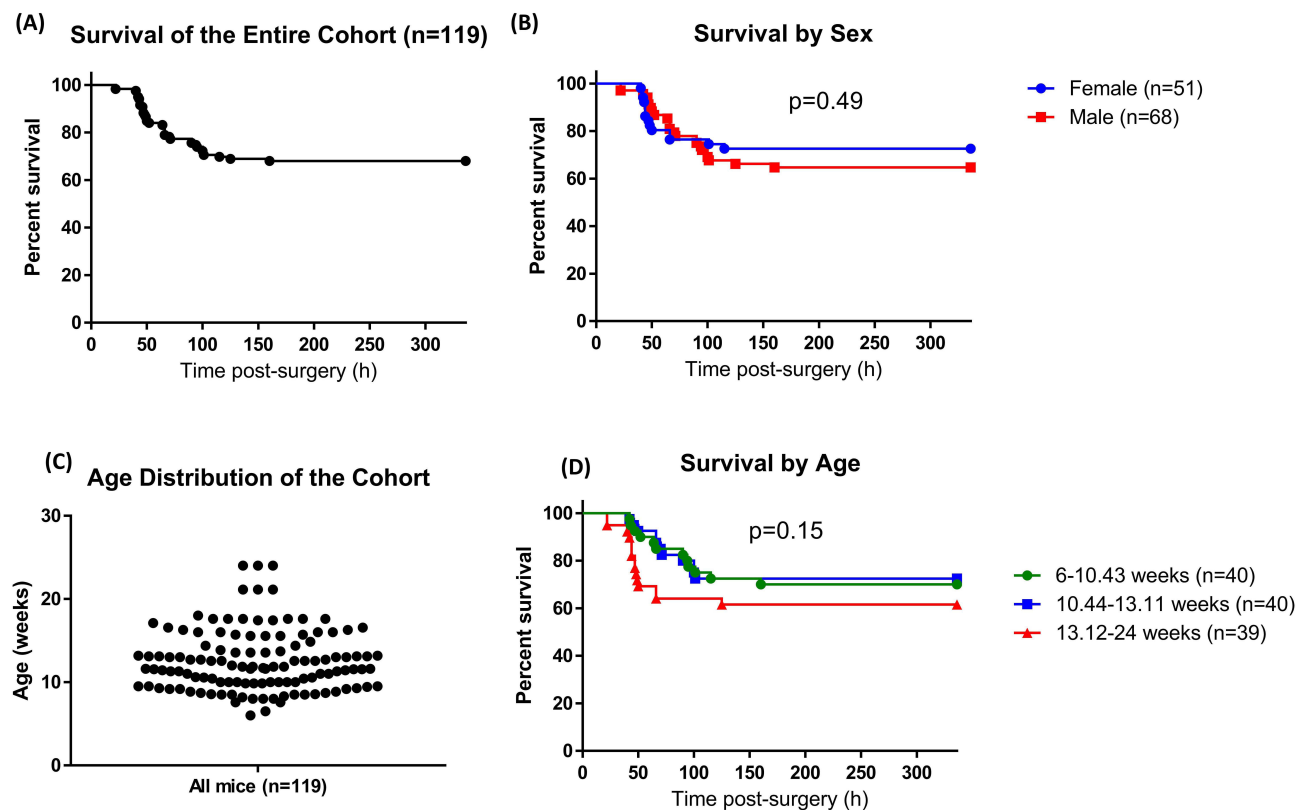 (A)
Survival of the Entire Cohort (n=119)
100
80
60
40
20
0
0 50 100 150 200 250 300
Percent survival
Time post-surgery (h)
(B)
Survival by Sex
p=0.49
Female (n=51)
Male (n=68)
100
80
60
40
20
0
0 50 100 150 200 250 300
Percent survival
Time post-surgery (h)
(C)
Age Distribution of the Cohort
30
20
10
0
Age (weeks)
All mice (n=119)
(D)
Survival by Age
p=0.15
6-10.43 weeks (n=40)
10.44-13.11 weeks (n=40)
13.12-24 weeks (n=39)
100
80
60
40
20
0
0 50 100 150 200 250 300
Percent survival
Time post-surgery (h)